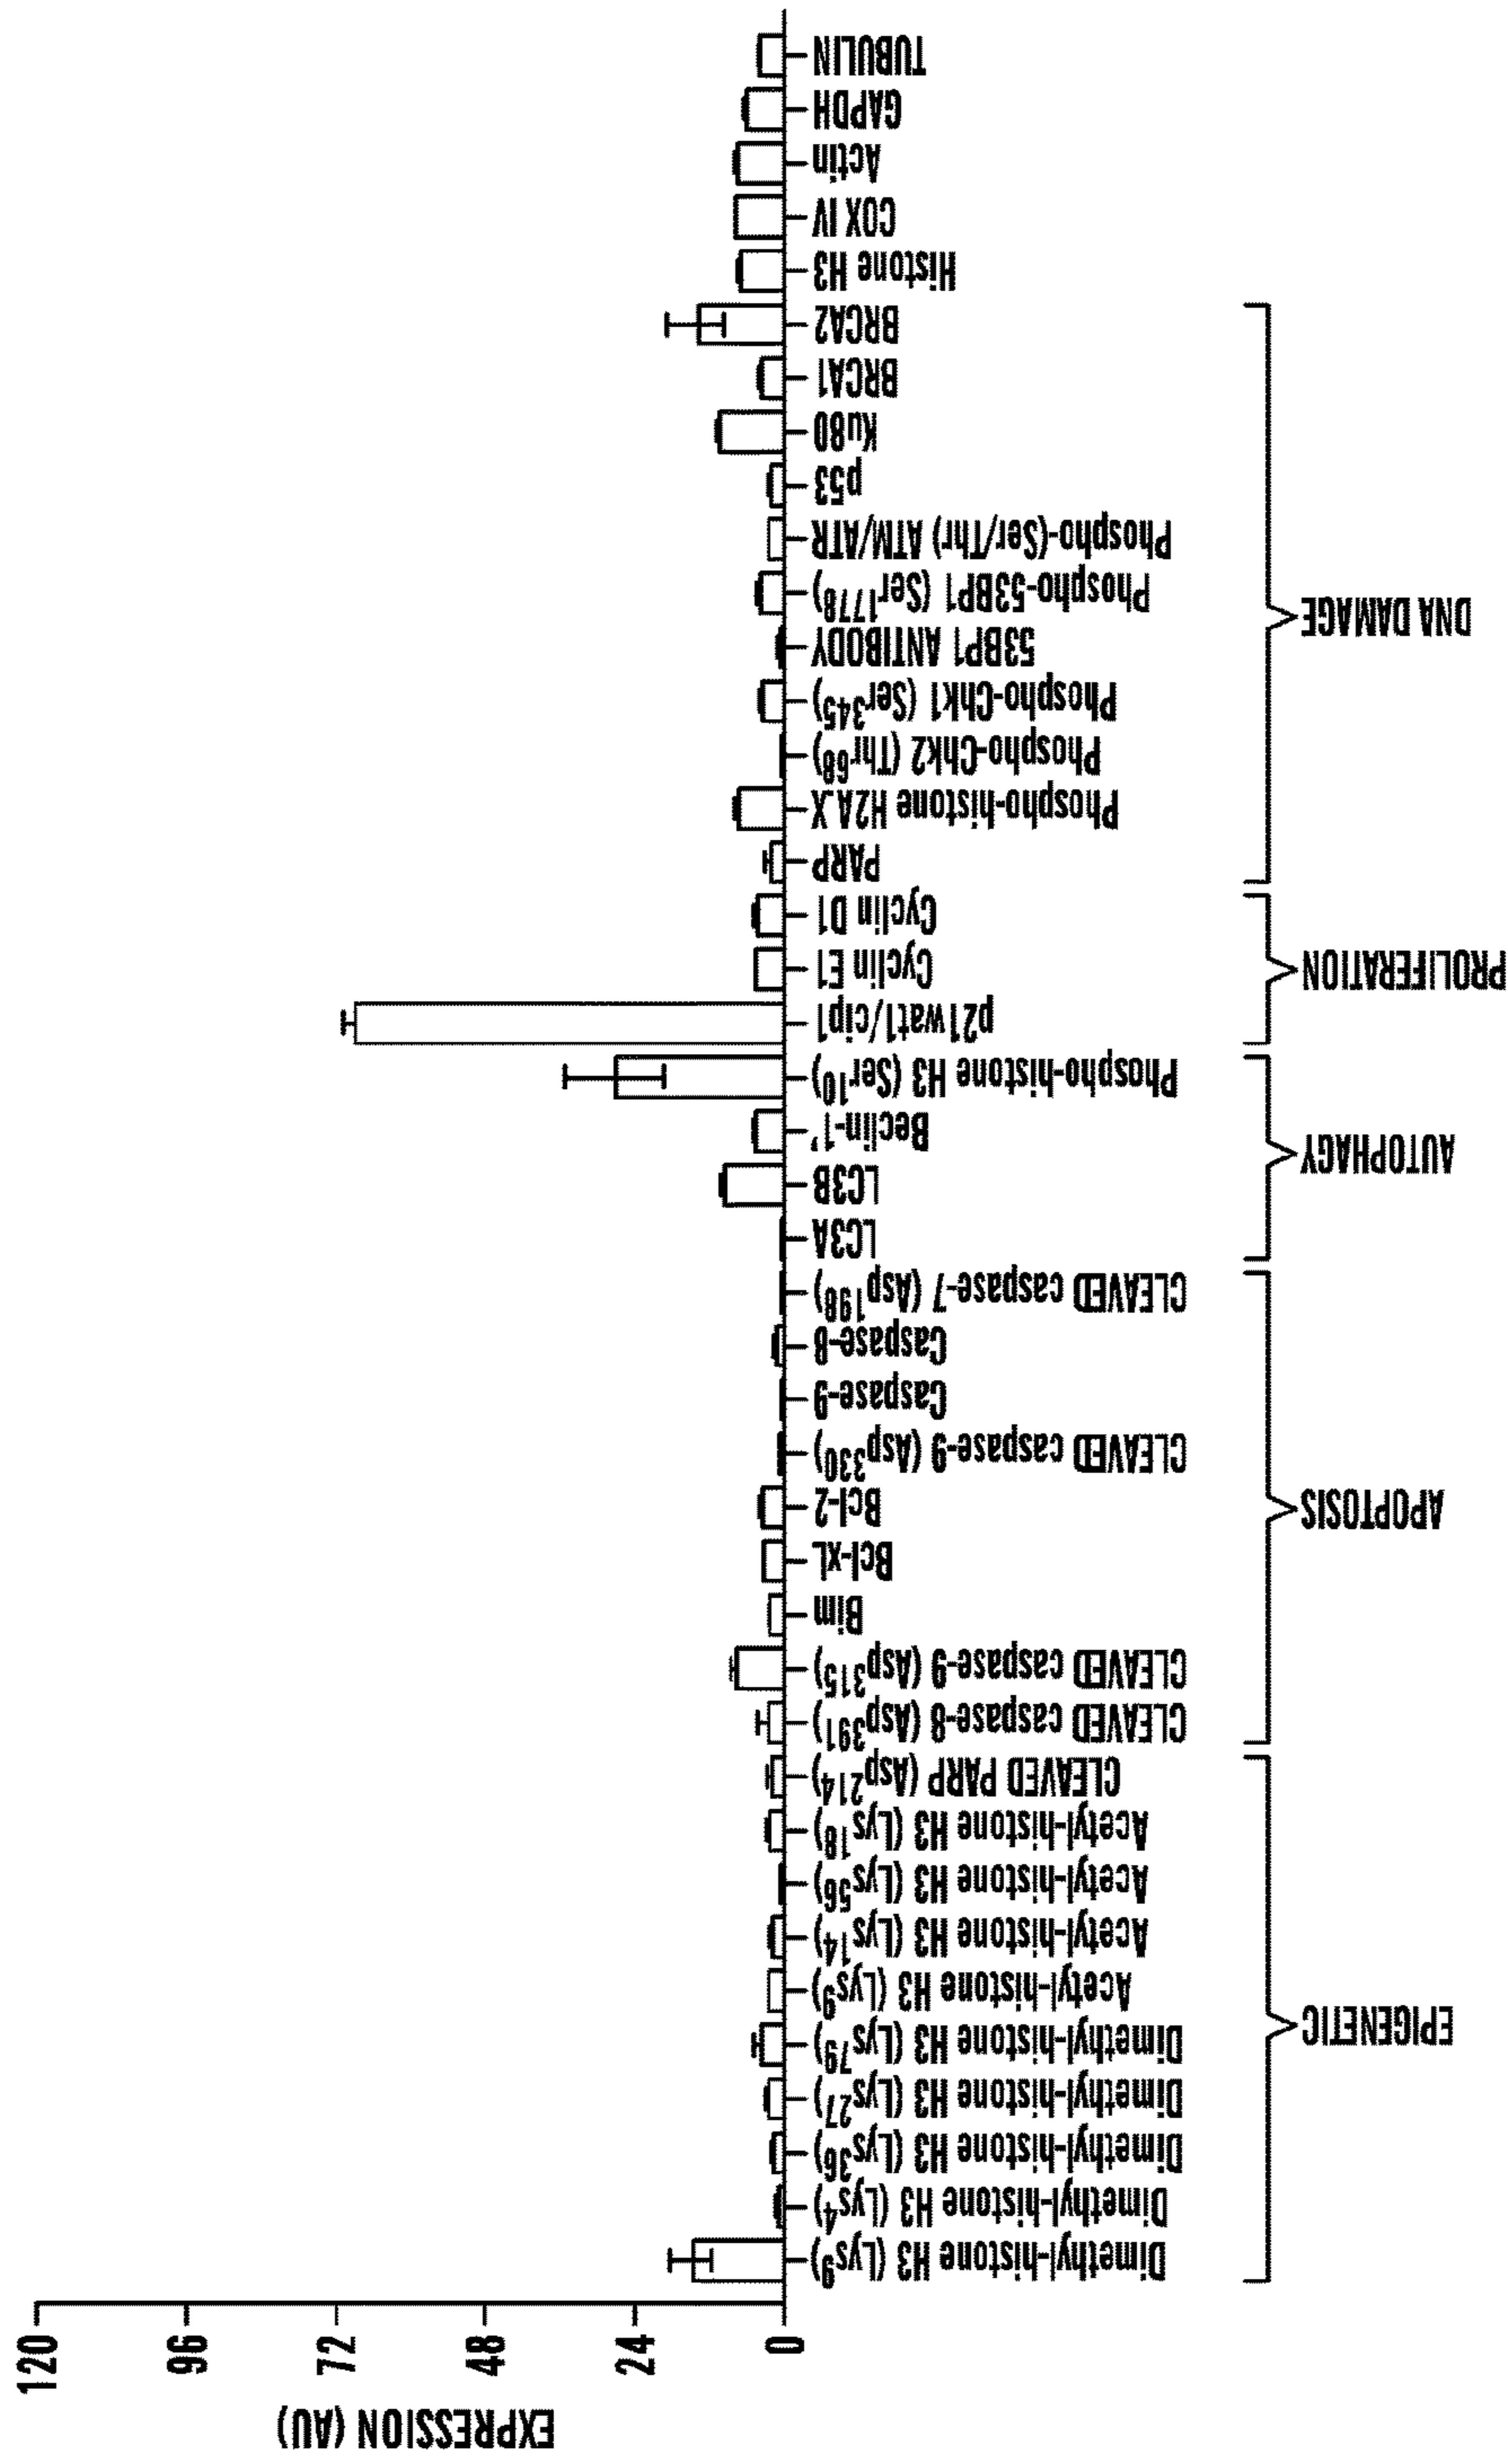 EXPRESSION (AU)
120
96
72
48
24
0
Dimethyl-histone H3 (Lys9)
Dimethyl-histone H3 (Lys4)
Dimethyl-histone H3 (Lys36)
Dimethyl-histone H3 (Lys27)
Dimethyl-histone H3 (Lys79)
Acetyl-histone H3 (Lys9)
Acetyl-histone H3 (Lys14)
Acetyl-histone H3 (Lys56)
Acetyl-histone H3 (Lys18)
CLEAVED PARP (Asp214)
CLEAVED caspase-8 (Asp391)
CLEAVED caspase-9 (Asp315)
Bim
Bcl-xL
Bcl-2
CLEAVED caspase-9 (Asp330)
Caspase-9
Caspase-8
CLEAVED caspase-7 (Asp198)
LC3A
LC3B
Beclin-1’
Phospho-histone H3 (Ser10)
p21wat1/cip1
Cyclin E1
Cyclin D1
PARP
Phospho-histone H2A.X
Phospho-Chk2 (Thr68)
Phospho-Chk1 (Ser345)
53BP1 ANTIBODY
Phospho-53BP1 (Ser1778)
Phospho-(Ser/Thr) ATM/ATR
p53
Ku80
BRCA1
BRCA2
Histone H3
COX IV
Actin
GAPDH
TUBULIN
EPIGENETIC
APOPTOSIS
AUTOPHAGY
PROLIFERATION
DNA DAMAGE